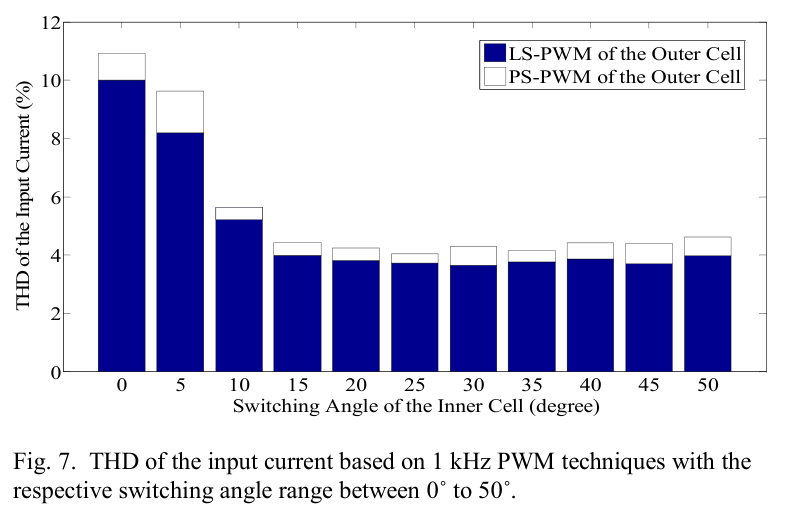 12
10
8
6
4
2
0
THD of the Input Current (%)
LS-PWM of the Outer Cell
PS-PWM of the Outer Cell
0 5 10 15 20 25 30 35 40 45 50
Switching Angle of the Inner Cell (degree)
Fig. 7. THD of the input current based on 1 kHz PWM techniques with the
respective switching angle range between 0˚ to 50˚.